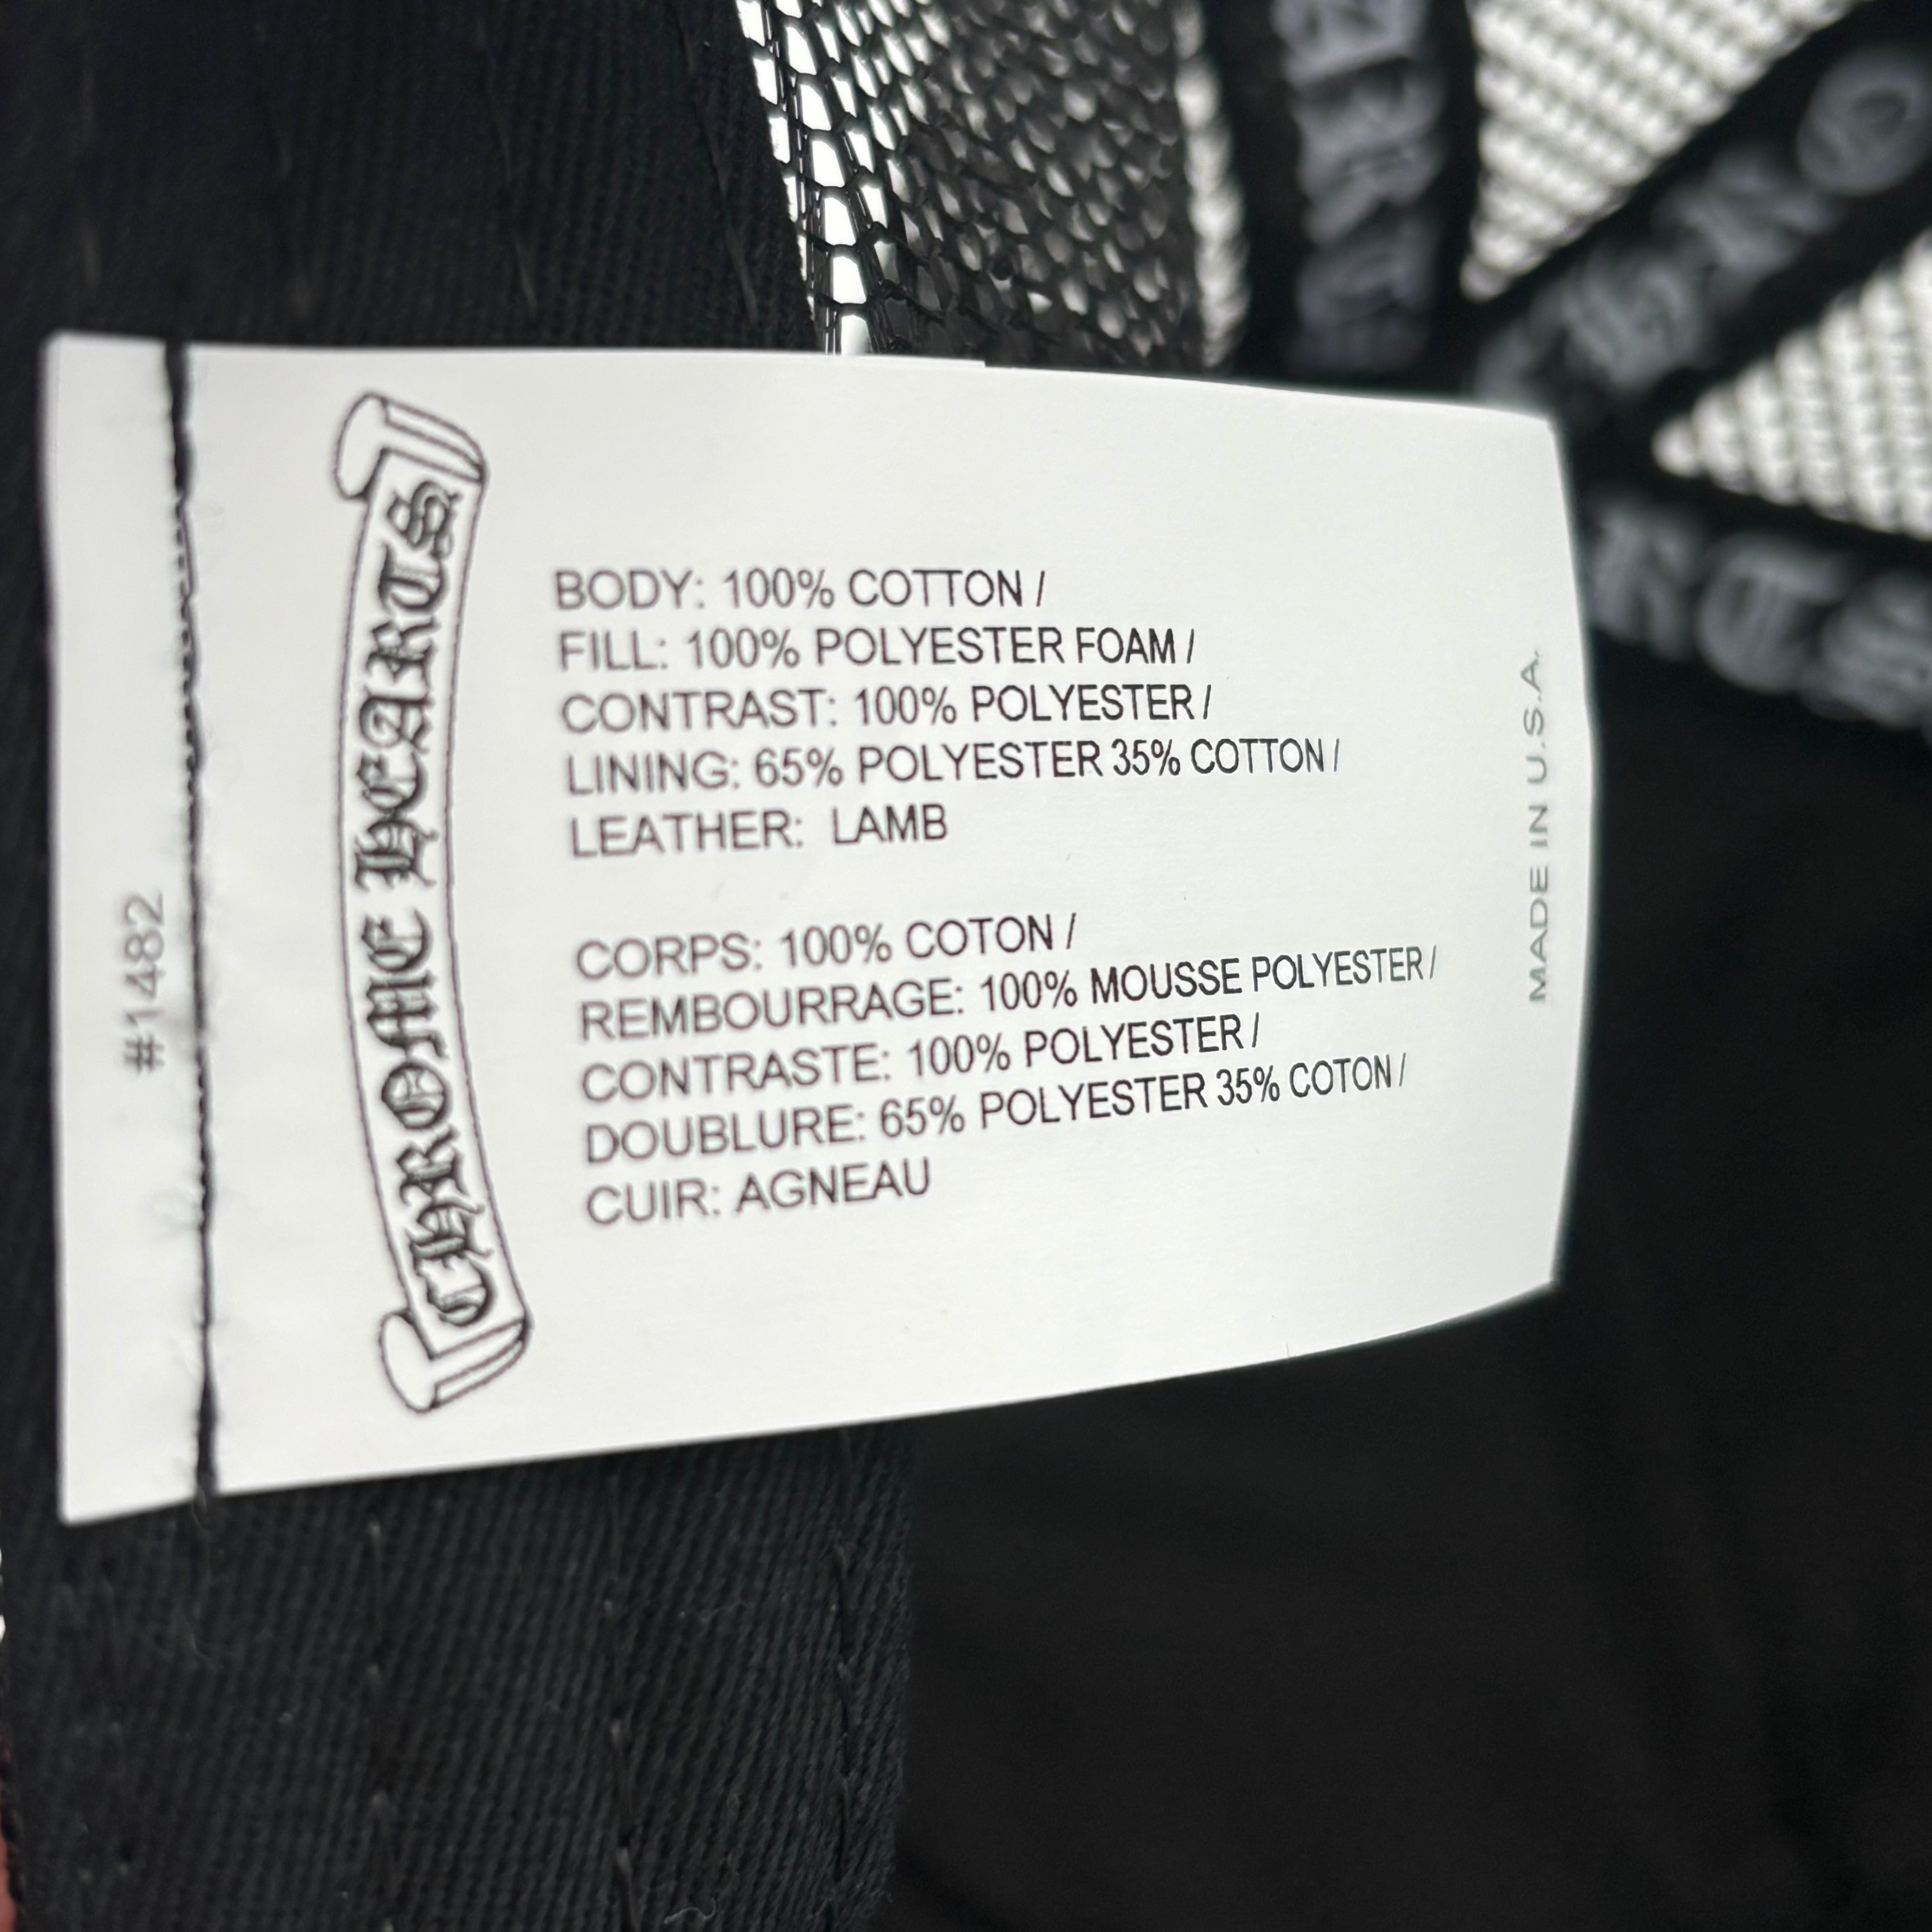 #1482
CHROME HEARTS
BODY: 100% COTTON /
FILL: 100% POLYESTER FOAM /
CONTRAST: 100% POLYESTER /
LINING: 65% POLYESTER 35% COTTON /
LEATHER: LAMB
CORPS: 100% COTON /
REMBOURRAGE: 100% MOUSSE POLYESTER /
CONTRASTE: 100% POLYESTER /
DOUBLURE: 65% POLYESTER 35% COTON /
CUIR: AGNEAU
MADE IN U.S.A.